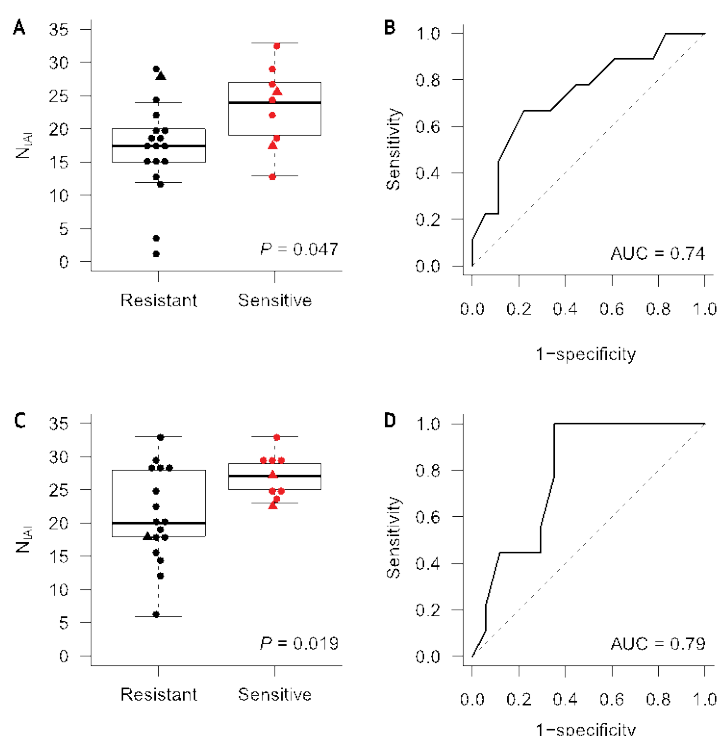 A
35
30
25
20
15
10
5
0
NtAI
Resistant
Sensitive
P = 0.047
B
1.0
0.8
0.6
0.4
0.2
0.0
Sensitivity
AUC = 0.74
0.0 0.2 0.4 0.6 0.8 1.0
1−specificity
C
35
30
25
20
15
10
5
0
NtAI
Resistant
Sensitive
P = 0.019
D
1.0
0.8
0.6
0.4
0.2
0.0
Sensitivity
AUC = 0.79
0.0 0.2 0.4 0.6 0.8 1.0
1−specificity